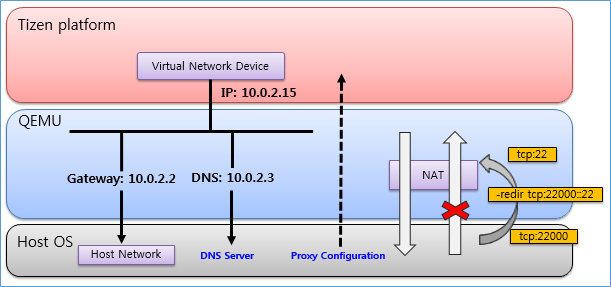 Tizen platform
Virtual Network Device
IP: 10.0.2.15
QEMU
tcp:22
Gateway: 10.0.2.2
DNS: 10.0.2.3
NAT
-redir tcp:22000::22
Host OS
tcp:22000
Host Network
DNS Server
Proxy Configuration